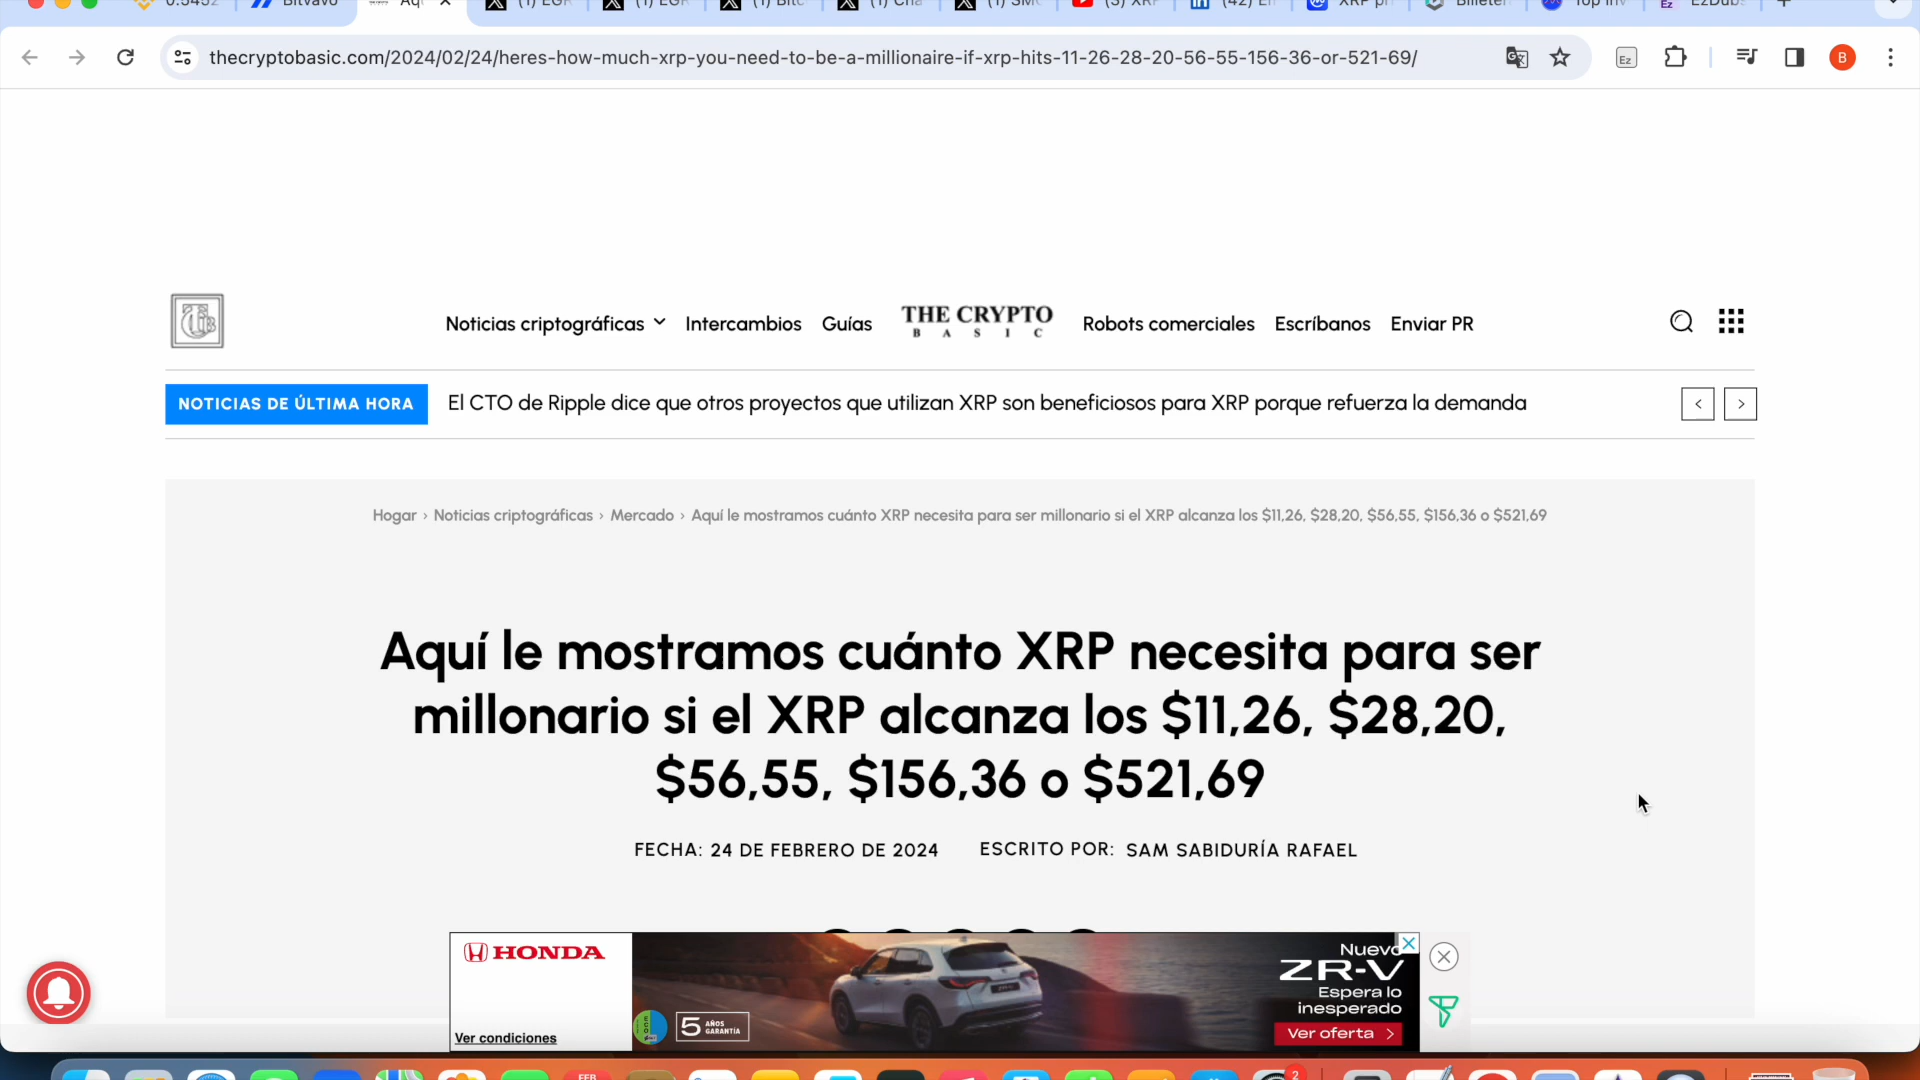 0.5452
Bitvavo
thecryptobasic.com/2024/02/24/heres-how-much-xrp-you-need-to-be-a-millionaire-if-xrp-hits-11-26-28-20-56-55-156-36-or-521-69/
Ez
B
Noticias criptográficas
Intercambios
Guías
THE CRYPTO
BASIC
Robots comerciales
Escríbanos
Enviar PR
NOTICIAS DE ÚLTIMA HORA
El CTO de Ripple dice que otros proyectos que utilizan XRP son beneficiosos para XRP porque refuerza la demanda
Hogar › Noticias criptográficas › Mercado › Aquí le mostramos cuánto XRP necesita para ser millonario si el XRP alcanza los $11,26, $28,20, $56,55, $156,36 o $521,69
Aquí le mostramos cuánto XRP necesita para ser
millonario si el XRP alcanza los $11,26, $28,20,
$56,55, $156,36 o $521,69
FECHA: 24 DE FEBRERO DE 2024
ESCRITO POR: SAM SABIDURÍA RAFAEL
HONDA
Ver condiciones
5 AÑOS
GARANTÍA
Nuevo
ZR-V
Espera lo
inesperado
Ver oferta
FEB
2